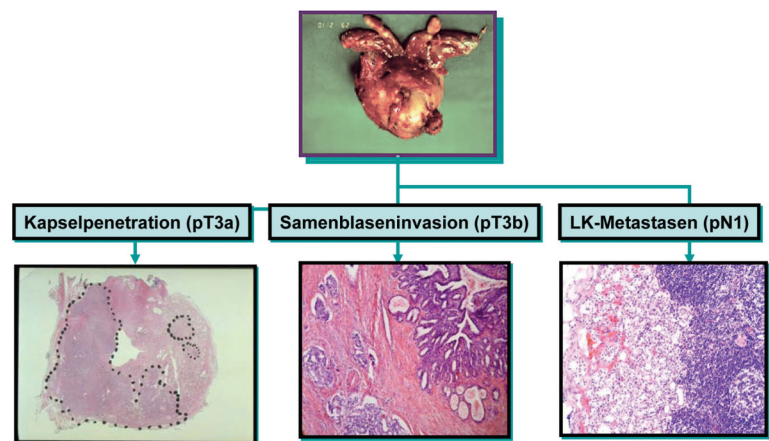 Kapselpenetration (pT3a)
Samenblaseninvasion (pT3b)
LK-Metastasen (pN1)